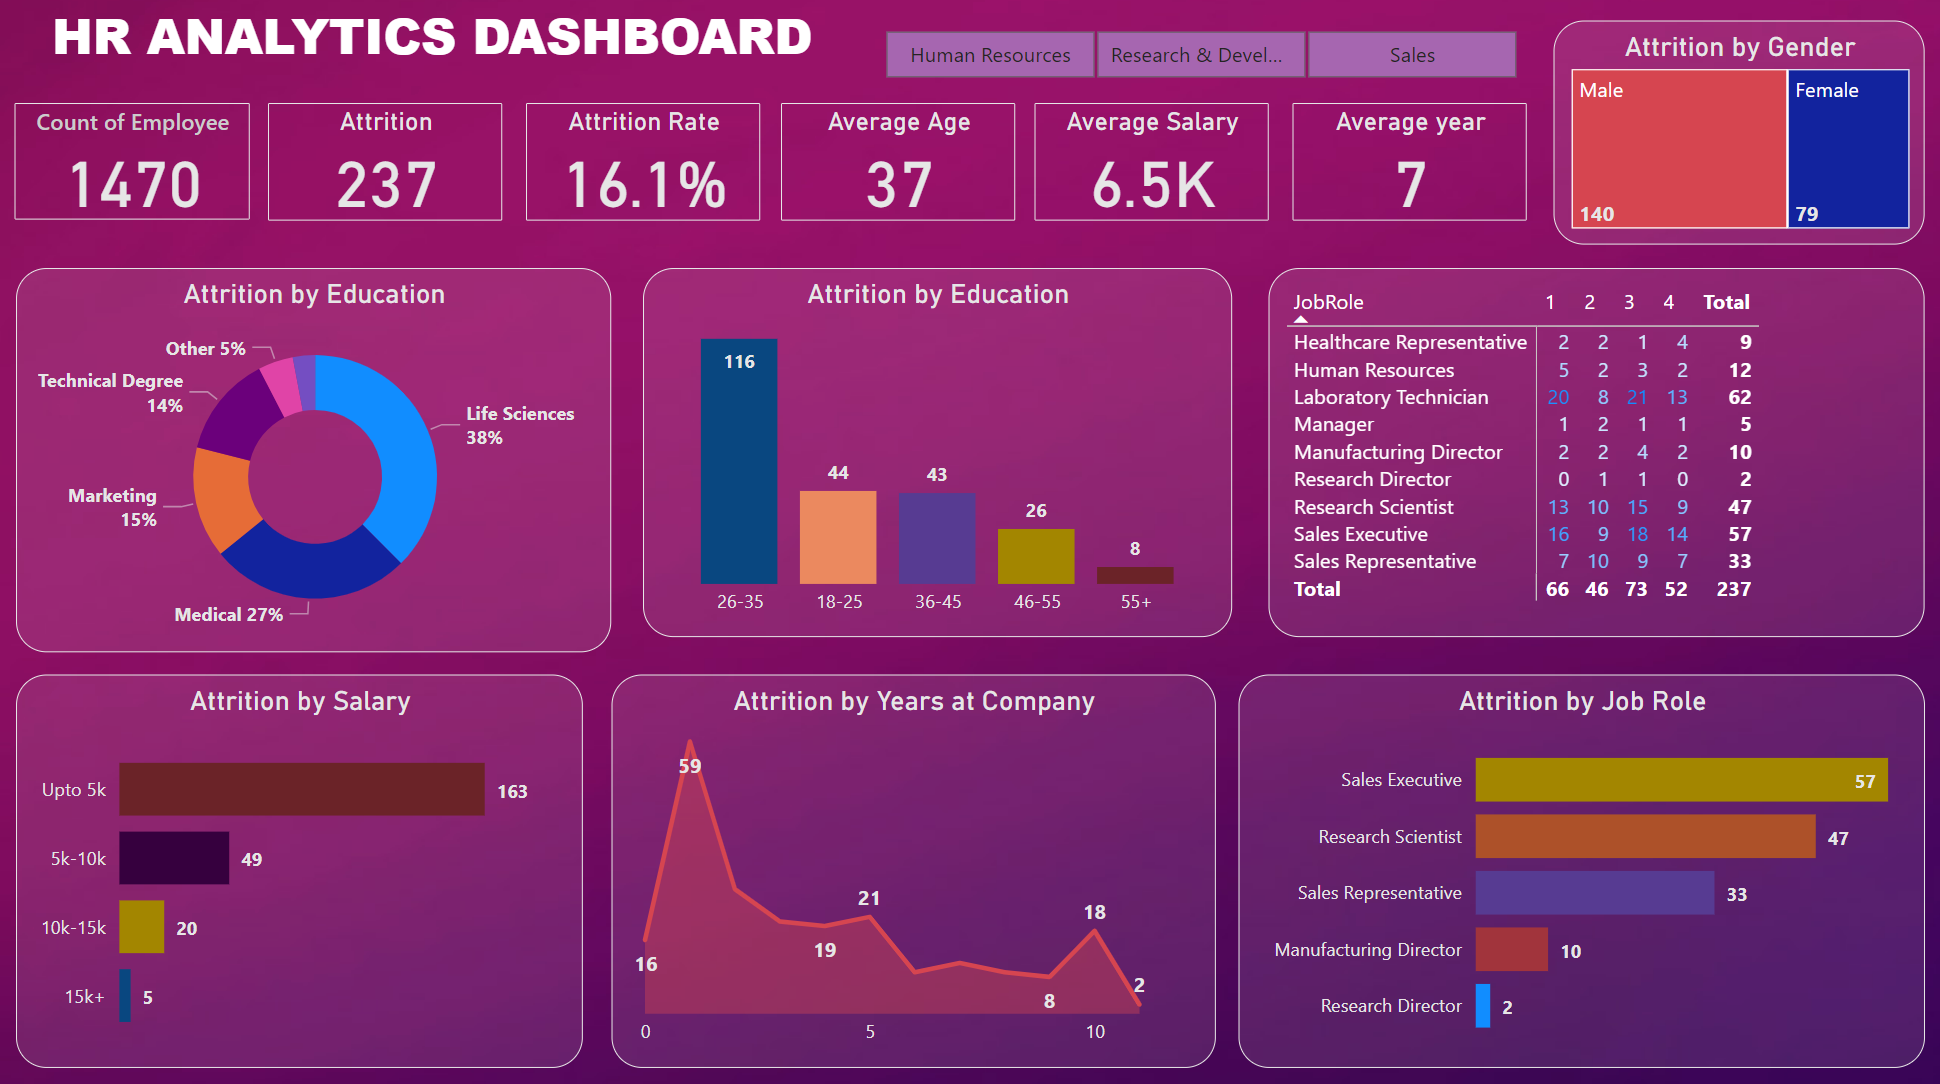 HR ANALYTICS DASHBOARD
Human Resources
Research & Devel...
Sales
Count of Employee
1470
Attrition
237
Attrition Rate
16.1%
Average Age
37
Average Salary
6.5K
Average year
7
Attrition by Gender
Male
140
Female
79
Attrition by Education
Other 5%
Technical Degree
14%
Life Sciences
38%
Marketing
15%
Medical 27%
Attrition by Education
116
44
43
26
8
26-35
18-25
36-45
46-55
55+
JobRole 1 2 3 4 Total
Healthcare Representative 2 2 1 4 9
Human Resources 5 2 3 2 12
Laboratory Technician 20 8 21 13 62
Manager 1 2 1 1 5
Manufacturing Director 2 2 4 2 10
Research Director 0 1 1 0 2
Research Scientist 13 10 15 9 47
Sales Executive 16 9 18 14 57
Sales Representative 7 10 9 7 33
Total 66 46 73 52 237
Attrition by Salary
Upto 5k 163
5k-10k 49
10k-15k 20
15k+ 5
Attrition by Years at Company
59
16
19
21
8
18
2
0
5
10
Attrition by Job Role
Sales Executive 57
Research Scientist 47
Sales Representative 33
Manufacturing Director 10
Research Director 2